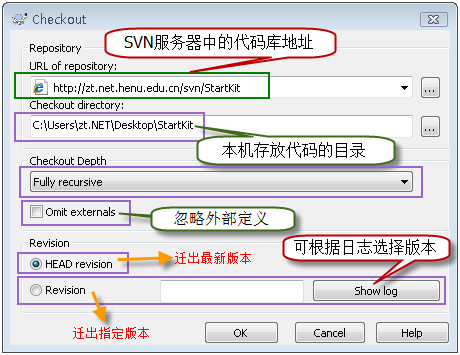 Checkout
Repository
SVN服务器中的代码库地址
URL of repository:
http://zt.net.henu.edu.cn/svn/StartKit
...
Checkout directory:
C:\Users\zt.NET\Desktop\StartKit
...
本机存放代码的目录
Checkout Depth
Fully recursive
Omit externals
忽略外部定义
Revision
可根据日志选择版本
HEAD revision
迁出最新版本
Revision
Show log
迁出指定版本
OK
Cancel
Help